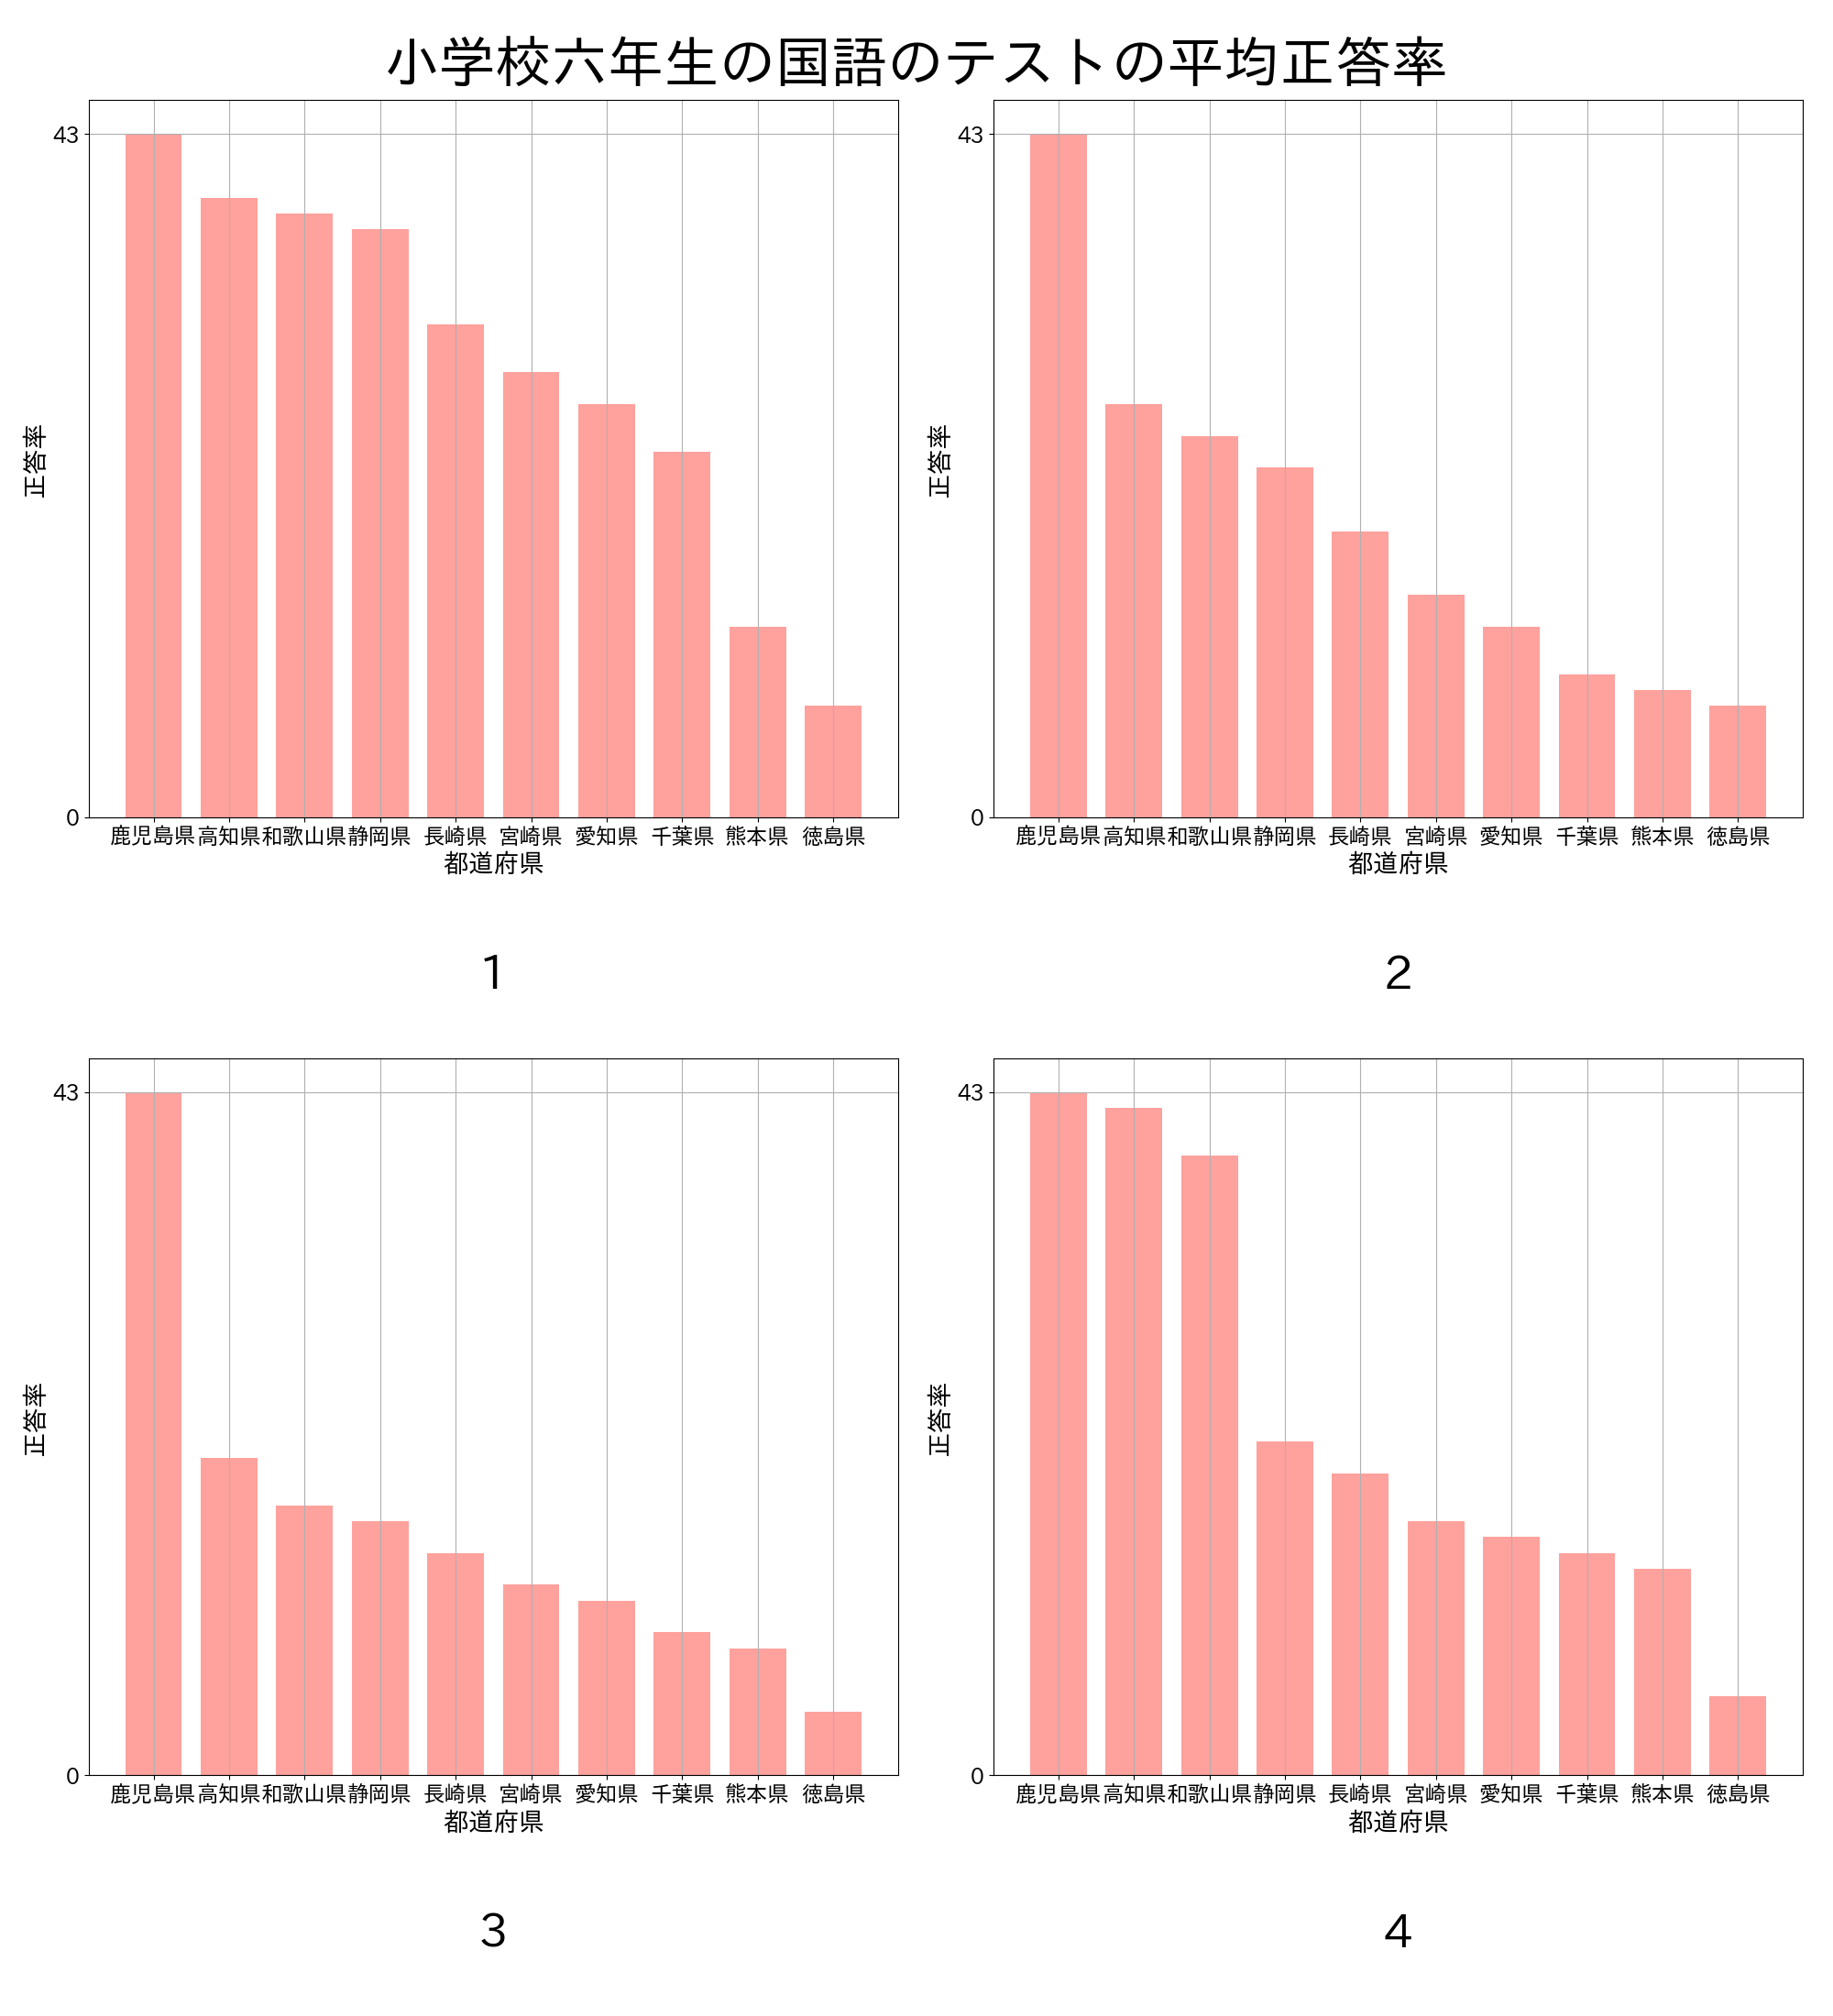 小学校六年生の国語のテストの平均正答率
43
0
正答率
鹿児島県 高知県 和歌山県 静岡県 長崎県 宮崎県 愛知県 千葉県 熊本県 徳島県
都道府県
1
43
0
正答率
鹿児島県 高知県 和歌山県 静岡県 長崎県 宮崎県 愛知県 千葉県 熊本県 徳島県
都道府県
2
43
0
正答率
鹿児島県 高知県 和歌山県 静岡県 長崎県 宮崎県 愛知県 千葉県 熊本県 徳島県
都道府県
3
43
0
正答率
鹿児島県 高知県 和歌山県 静岡県 長崎県 宮崎県 愛知県 千葉県 熊本県 徳島県
都道府県
4